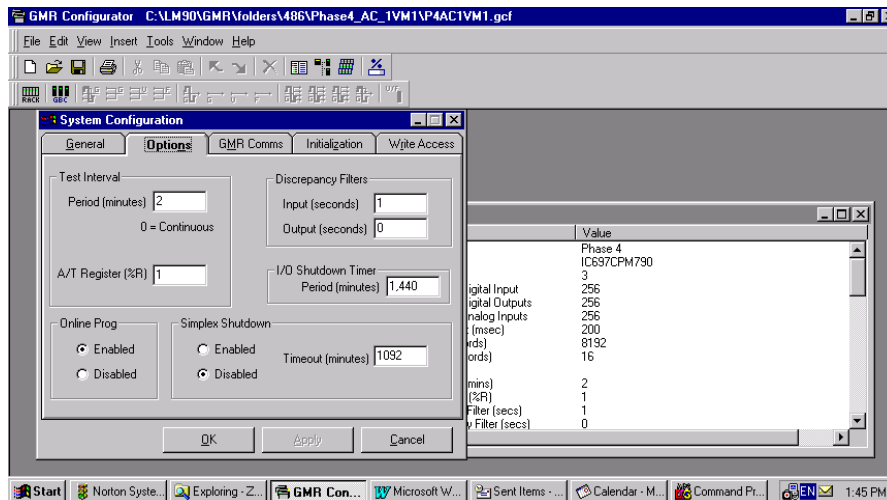 GMR Configurator C:\LM90\GMR\folders\486\Phase4_AC_1VM1\P4AC1VM1.gcf
File Edit View Insert Tools Window Help
RACK GBC
System Configuration
General Options GMR Comms Initialization Write Access
Test Interval
Period (minutes) 2
0 = Continuous
A/T Register (%R) 1
Discrepancy Filters
Input (seconds) 1
Output (seconds) 0
I/O Shutdown Timer
Period (minutes) 1,440
Online Prog
Enabled
Disabled
Simplex Shutdown
Enabled
Disabled
Timeout (minutes) 1092
OK Apply Cancel
Value
Phase 4
IC697CPM790
3
igital Input 256
igital Outputs 256
nalog Inputs 256
(msec) 200
rds) 8192
ords) 16
mins) 2
(%R) 1
Filter (secs) 1
y Filter (secs) 0
Start Norton Syste... Exploring - Z... GMR Con... Microsoft W... Sent Items - ... Calendar - M... Command Pr... EN 1:45 PM